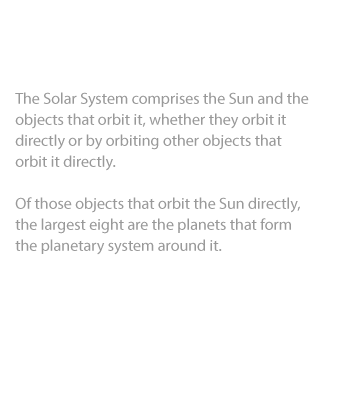 The Solar System comprises the Sun and the
objects that orbit it, whether they orbit it
directly or by orbiting other objects that
orbit it directly.
Of those objects that orbit the Sun directly,
the largest eight are the planets that form
the planetary system around it.